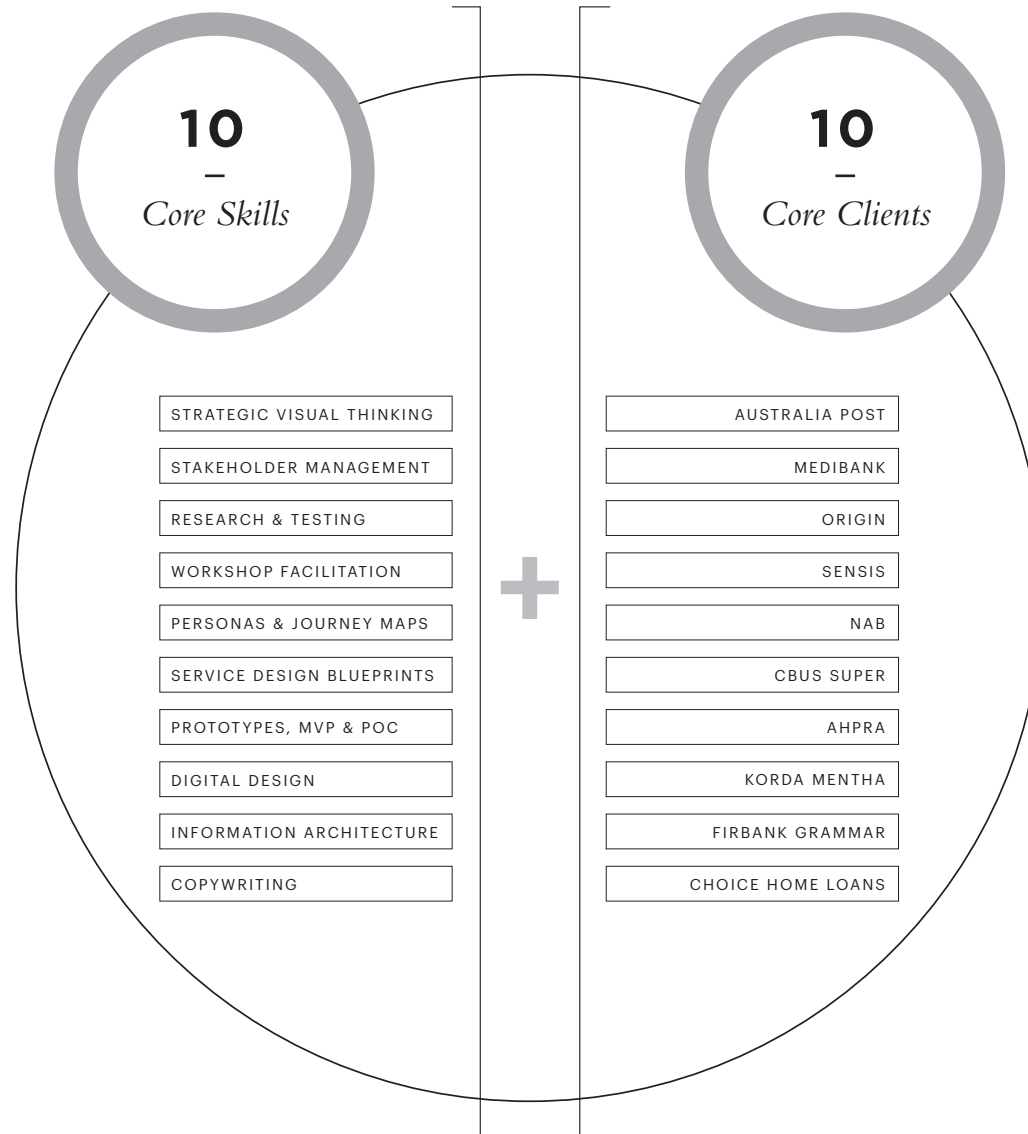 10
–
Core Skills
STRATEGIC VISUAL THINKING
STAKEHOLDER MANAGEMENT
RESEARCH & TESTING
WORKSHOP FACILITATION
PERSONAS & JOURNEY MAPS
SERVICE DESIGN BLUEPRINTS
PROTOTYPES, MVP & POC
DIGITAL DESIGN
INFORMATION ARCHITECTURE
COPYWRITING
+
10
–
Core Clients
AUSTRALIA POST
MEDIBANK
ORIGIN
SENSIS
NAB
CBUS SUPER
AHPRA
KORDA MENTHA
FIRBANK GRAMMAR
CHOICE HOME LOANS